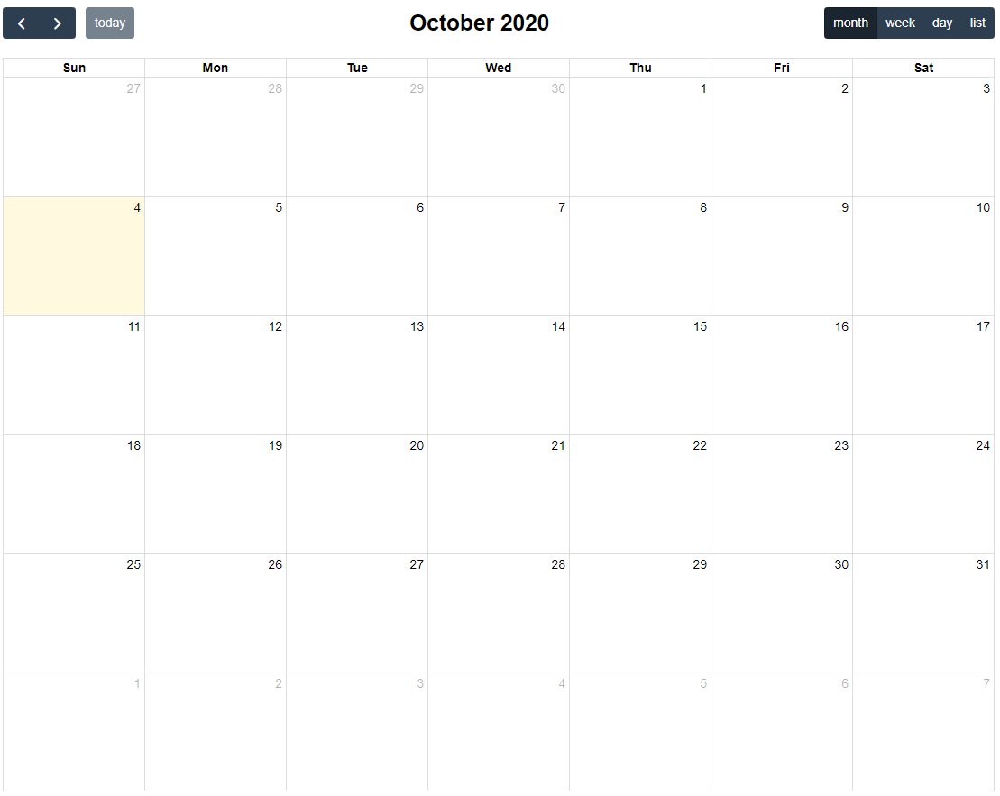 today October 2020 month week day list
Sun Mon Tue Wed Thu Fri Sat
27 28 29 30 1 2 3
4 5 6 7 8 9 10
11 12 13 14 15 16 17
18 19 20 21 22 23 24
25 26 27 28 29 30 31
1 2 3 4 5 6 7